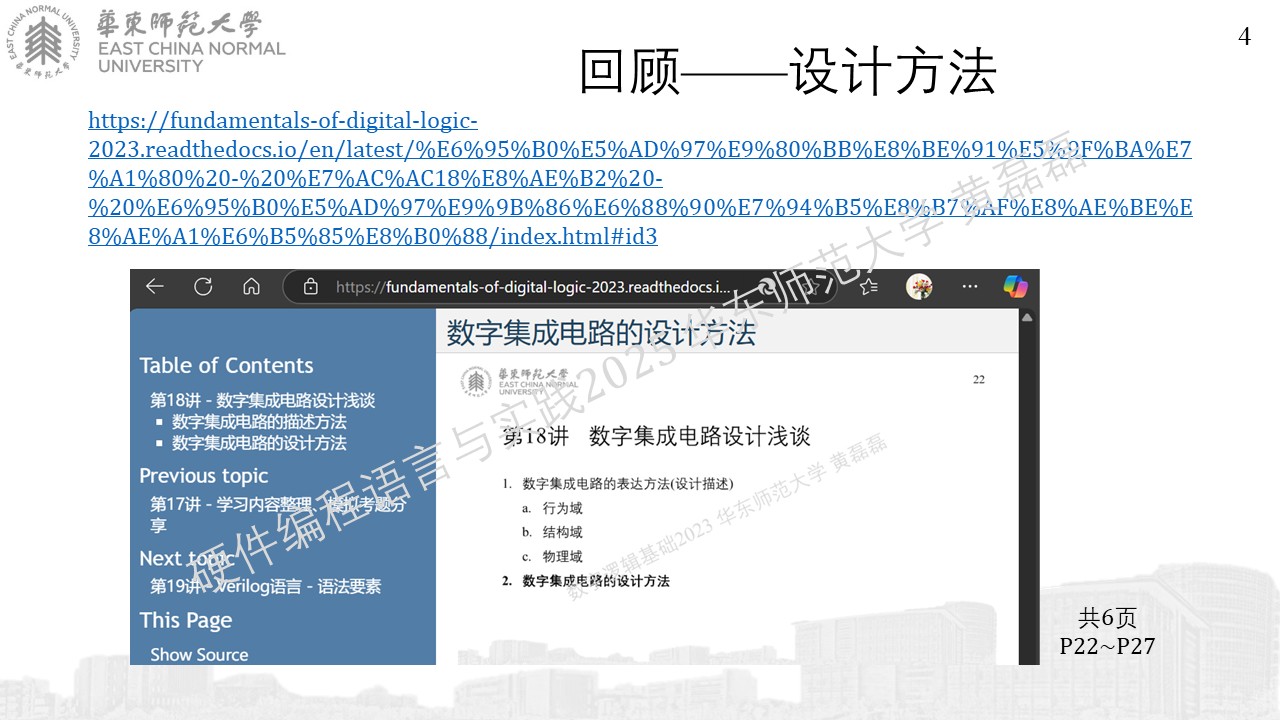 華東師範大學
EAST CHINA NORMAL
UNIVERSITY
4
回顾——设计方法
https://fundamentals-of-digital-logic-
2023.readthedocs.io/en/latest/%E6%95%B0%E5%AD%97%E9%80%BB%E8%BE%91%E5%9F%BA%E7
%A1%80%20-%20%E7%AC%AC18%E8%AE%B2%20-
%20%E6%95%B0%E5%AD%97%E9%9B%86%E6%88%90%E7%94%B5%E8%B7%AF%E8%AE%BE%E
8%AE%A1%E6%B5%85%E8%B0%88/index.html#id3
https://fundamentals-of-digital-logic-2023.readthedocs.i...
Table of Contents
第18讲 - 数字集成电路设计浅谈
数字集成电路的描述方法
数字集成电路的设计方法
Previous topic
第17讲 - 学习内容整理、模拟考题分
享
Next topic
第19讲 - Verilog语言 - 语法要素
This Page
Show Source
数字集成电路的设计方法
華東師範大學
EAST CHINA NORMAL
UNIVERSITY
22
第18讲 数字集成电路设计浅谈
1. 数字集成电路的表达方法(设计描述)
a. 行为域
b. 结构域
c. 物理域
2. 数字集成电路的设计方法
数字逻辑基础2023 华东师范大学 黄磊磊
共6页
P22~P27
硬件编程语言与实践2025 华东师范大学 黄磊磊